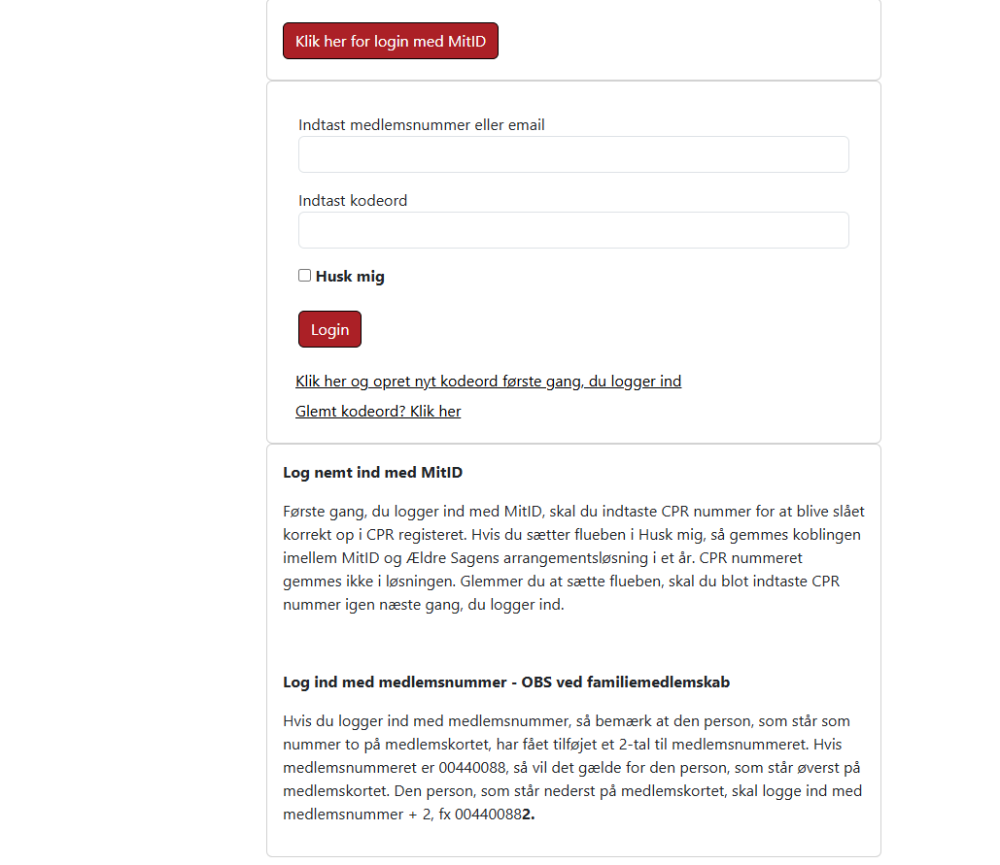 Klik her for login med MitID
Indtast medlemsnummer eller email
Indtast kodeord
Husk mig
Login
Klik her og opret nyt kodeord første gang, du logger ind
Glemt kodeord? Klik her
Log nemt ind med MitID
Første gang, du logger ind med MitID, skal du indtaste CPR nummer for at blive slået
korrekt op i CPR registeret. Hvis du sætter flueben i Husk mig, så gemmes koblingen
imellem MitID og Ældre Sagens arrangementsløsning i et år. CPR nummeret
gemmes ikke i løsningen. Glemmer du at sætte flueben, skal du blot indtaste CPR
nummer igen næste gang, du logger ind.
Log ind med medlemsnummer - OBS ved familiemedlemskab
Hvis du logger ind med medlemsnummer, så bemærk at den person, som står som
nummer to på medlemskortet, har fået tilføjet et 2-tal til medlemsnummeret. Hvis
medlemsnummeret er 00440088, så vil det gælde for den person, som står øverst på
medlemskortet. Den person, som står nederst på medlemskortet, skal logge ind med
medlemsnummer + 2, fx 004400882.